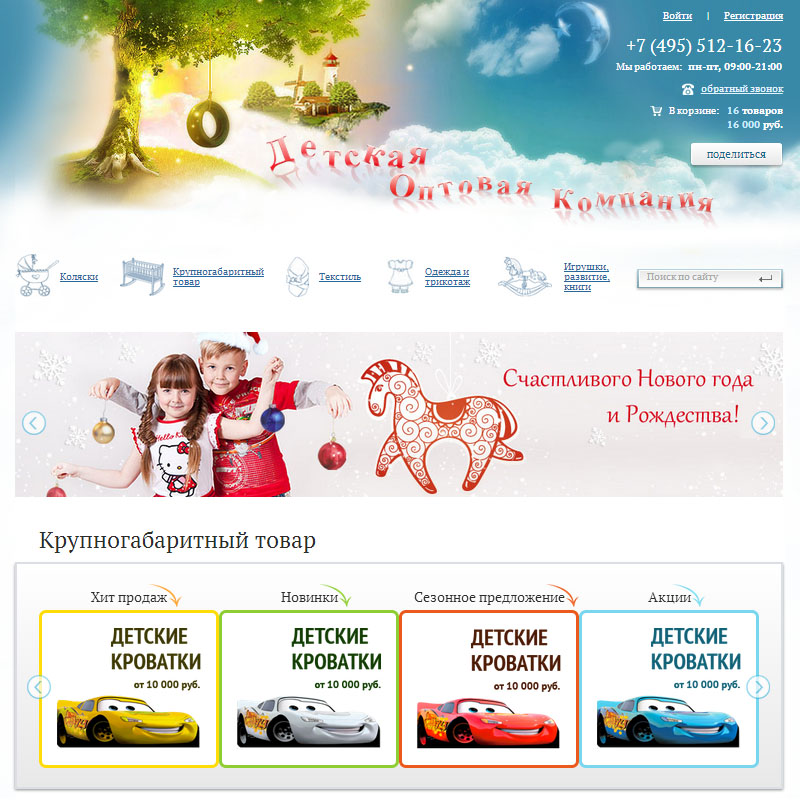 Войти | Регистрация
+7 (495) 512-16-23
Мы работаем: пн-пт, 09:00-21:00
обратный звонок
В корзине: 16 товаров
16 000 руб.
поделиться
Детская
Оптовая Компания
Коляски
Крупногабаритный
товар
Текстиль
Одежда и
трикотаж
Игрушки,
развитие,
книги
Поиск по сайту
Счастливого Нового года
и Рождества!
Hello Kitty
Крупногабаритный товар
Хит продаж
Новинки
Сезонное предложение
Акции
ДЕТСКИЕ
КРОВАТКИ
от 10 000 руб.
ДЕТСКИЕ
КРОВАТКИ
от 10 000 руб.
ДЕТСКИЕ
КРОВАТКИ
от 10 000 руб.
ДЕТСКИЕ
КРОВАТКИ
от 10 000 руб.